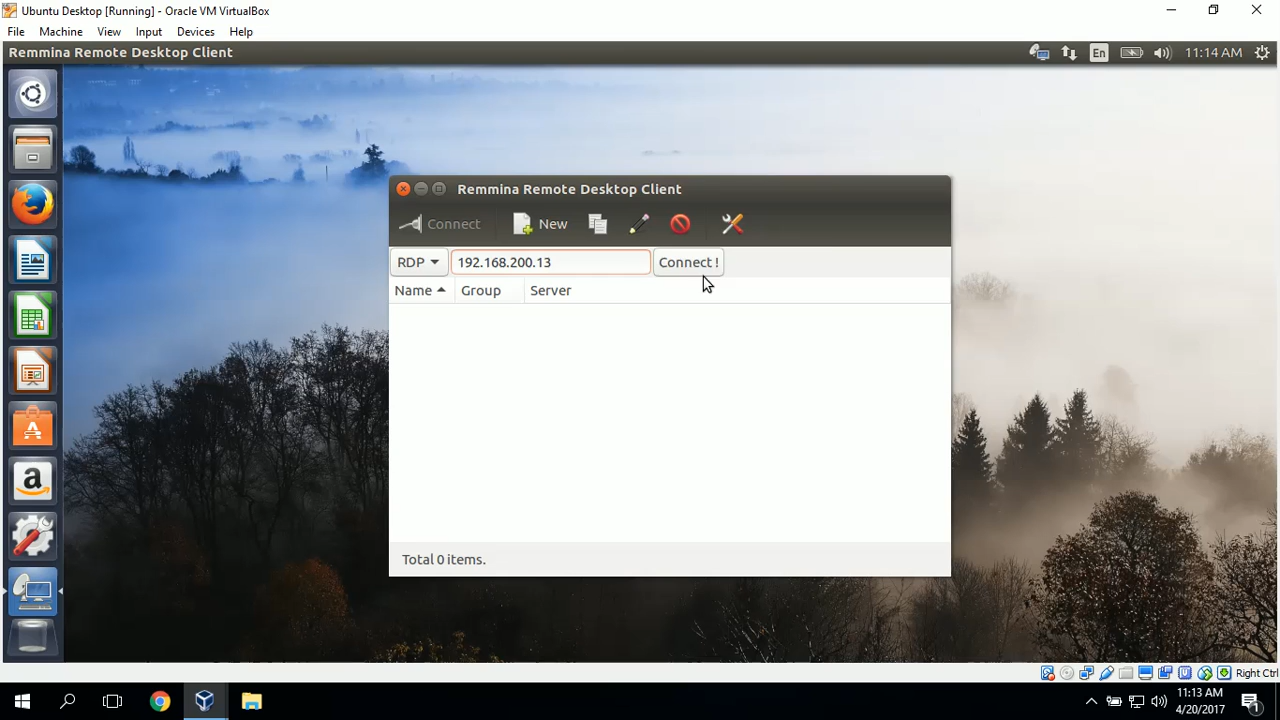 Ubuntu Desktop [Running] - Oracle VM VirtualBox
File Machine View Input Devices Help
Remmina Remote Desktop Client En 11:14 AM
Remmina Remote Desktop Client
Connect New
RDP 192.168.200.13 Connect !
Name Group Server
Total 0 items.
Right Ctrl
11:13 AM
4/20/2017
1